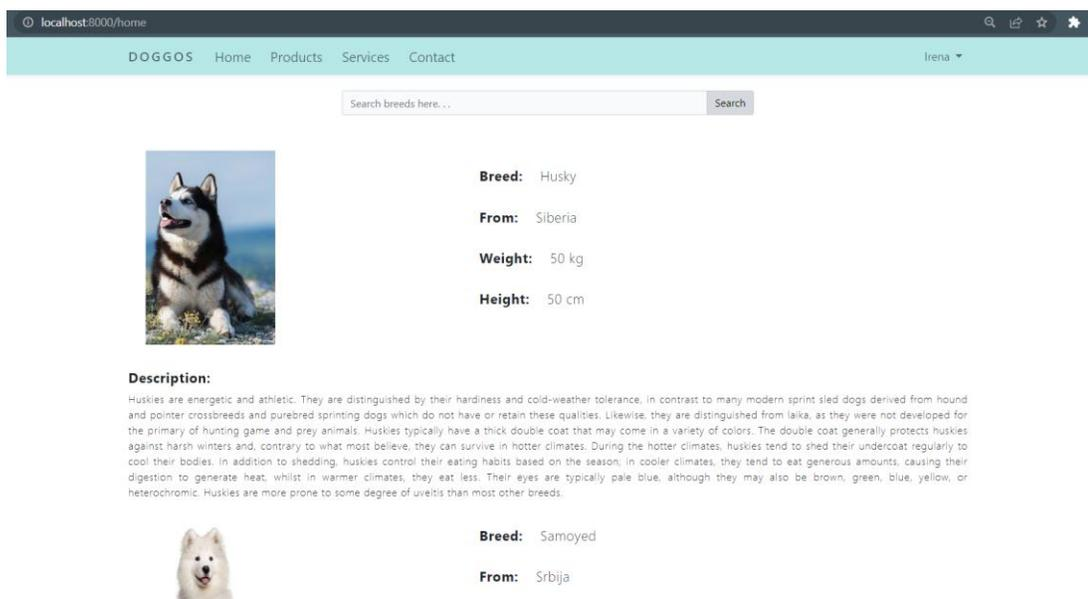 localhost:8000/home
DOGGOS Home Products Services Contact Irena
Search breeds here... Search
Breed: Husky
From: Siberia
Weight: 50 kg
Height: 50 cm
Description:
Huskies are energetic and athletic. They are distinguished by their hardiness and cold-weather tolerance, in contrast to many modern sprint sled dogs derived from hound
and pointer crossbreeds and purebred sprinting dogs which do not have or retain these qualities. Likewise, they are distinguished from laika, as they were not developed for
the primary of hunting game and prey animals. Huskies typically have a thick double coat that may come in a variety of colors. The double coat generally protects huskies
against harsh winters and, contrary to what most believe, they can survive in hotter climates. During the hotter climates, huskies tend to shed their undercoat regularly to
cool their bodies. In addition to shedding, huskies control their eating habits based on the season; in cooler climates, they tend to eat generous amounts, causing their
digestion to generate heat, whilst in warmer climates, they eat less. Their eyes are typically pale blue, although they may also be brown, green, blue, yellow, or
heterochromic. Huskies are more prone to some degree of uveitis than most other breeds.
Breed: Samoyed
From: Srbija